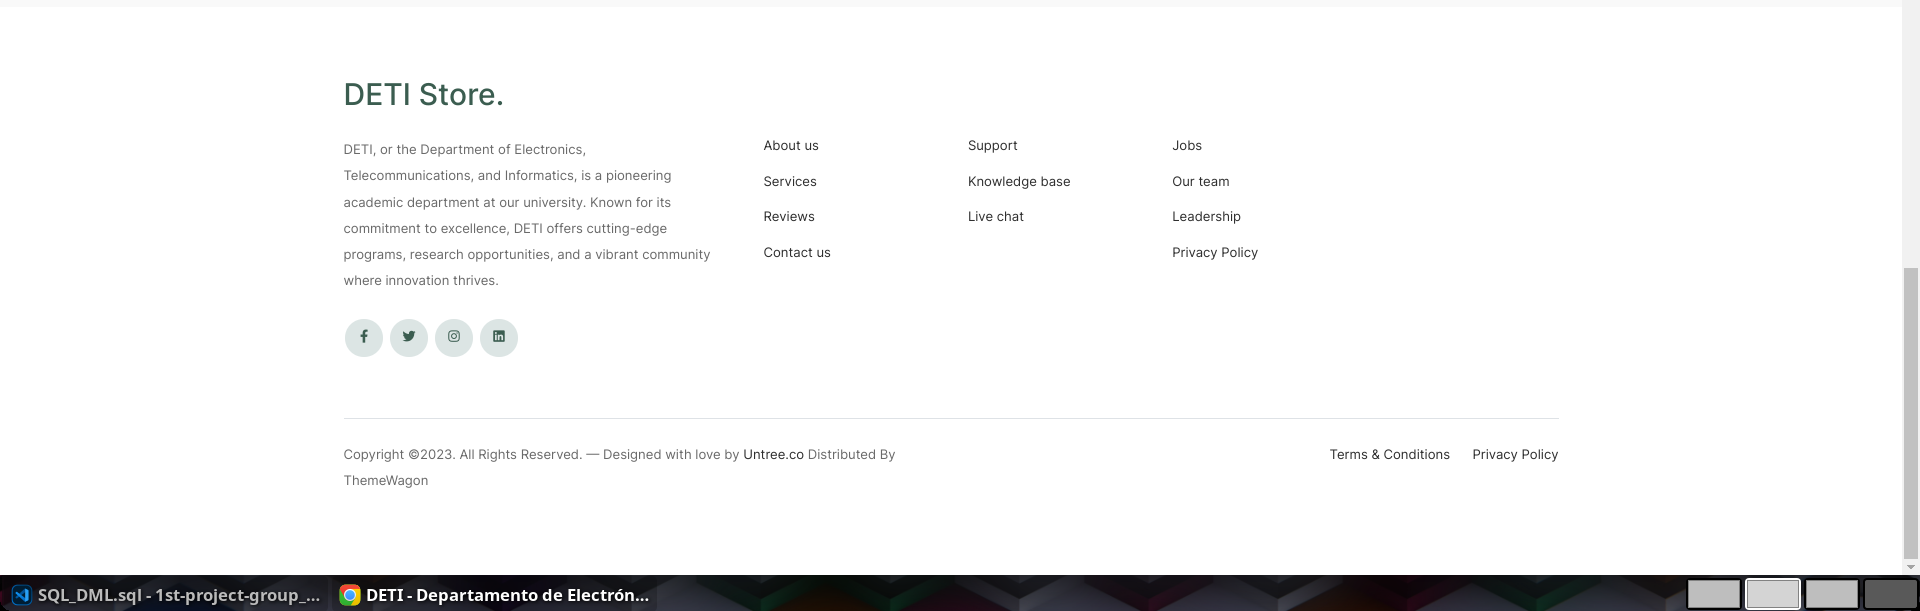 DETI Store.
DETI, or the Department of Electronics,
Telecommunications, and Informatics, is a pioneering
academic department at our university. Known for its
commitment to excellence, DETI offers cutting-edge
programs, research opportunities, and a vibrant community
where innovation thrives.
About us
Services
Reviews
Contact us
Support
Knowledge base
Live chat
Jobs
Our team
Leadership
Privacy Policy
Copyright ©2023. All Rights Reserved. — Designed with love by Untree.co Distributed By
ThemeWagon
Terms & Conditions Privacy Policy
SQL_DML.sql - 1st-project-group_...
DETI - Departamento de Electrón...